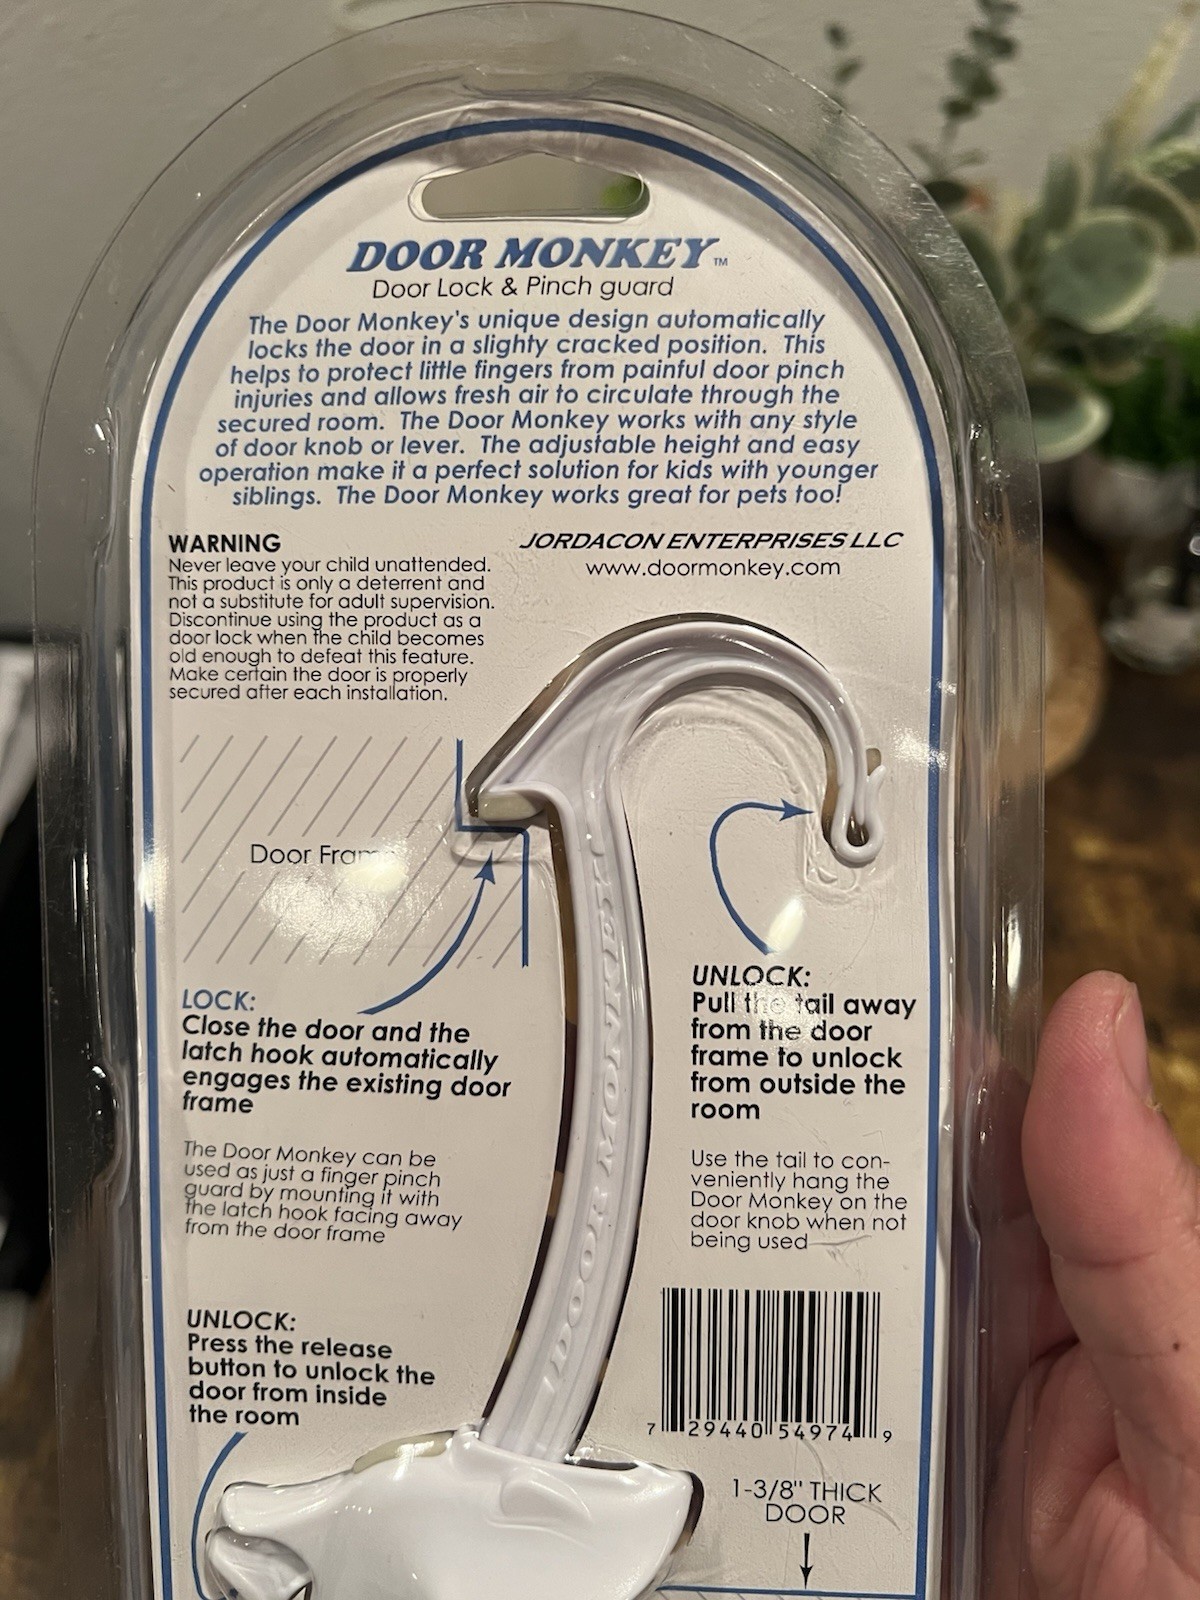 DOOR MONKEY™
Door Lock & Pinch guard
The Door Monkey's unique design automatically
locks the door in a slighty cracked position. This
helps to protect little fingers from painful door pinch
injuries and allows fresh air to circulate through the
secured room. The Door Monkey works with any style
of door knob or lever. The adjustable height and easy
operation make it a perfect solution for kids with younger
siblings. The Door Monkey works great for pets too!
WARNING
Never leave your child unattended.
This product is only a deterrent and
not a substitute for adult supervision.
Discontinue using the product as a
door lock when the child becomes
old enough to defeat this feature.
Make certain the door is properly
secured after each installation.
JORDACON ENTERPRISES LLC
www.doormonkey.com
Door Frame
LOCK:
Close the door and the
latch hook automatically
engages the existing door
frame
The Door Monkey can be
used as just a finger pinch
guard by mounting it with
the latch hook facing away
from the door frame
UNLOCK:
Press the release
button to unlock the
door from inside
the room
DOOR MONKEY
UNLOCK:
Pull the tail away
from the door
frame to unlock
from outside the
room
Use the tail to con-
veniently hang the
Door Monkey on the
door knob when not
being used
7 29440 54974 9
1-3/8" THICK
DOOR